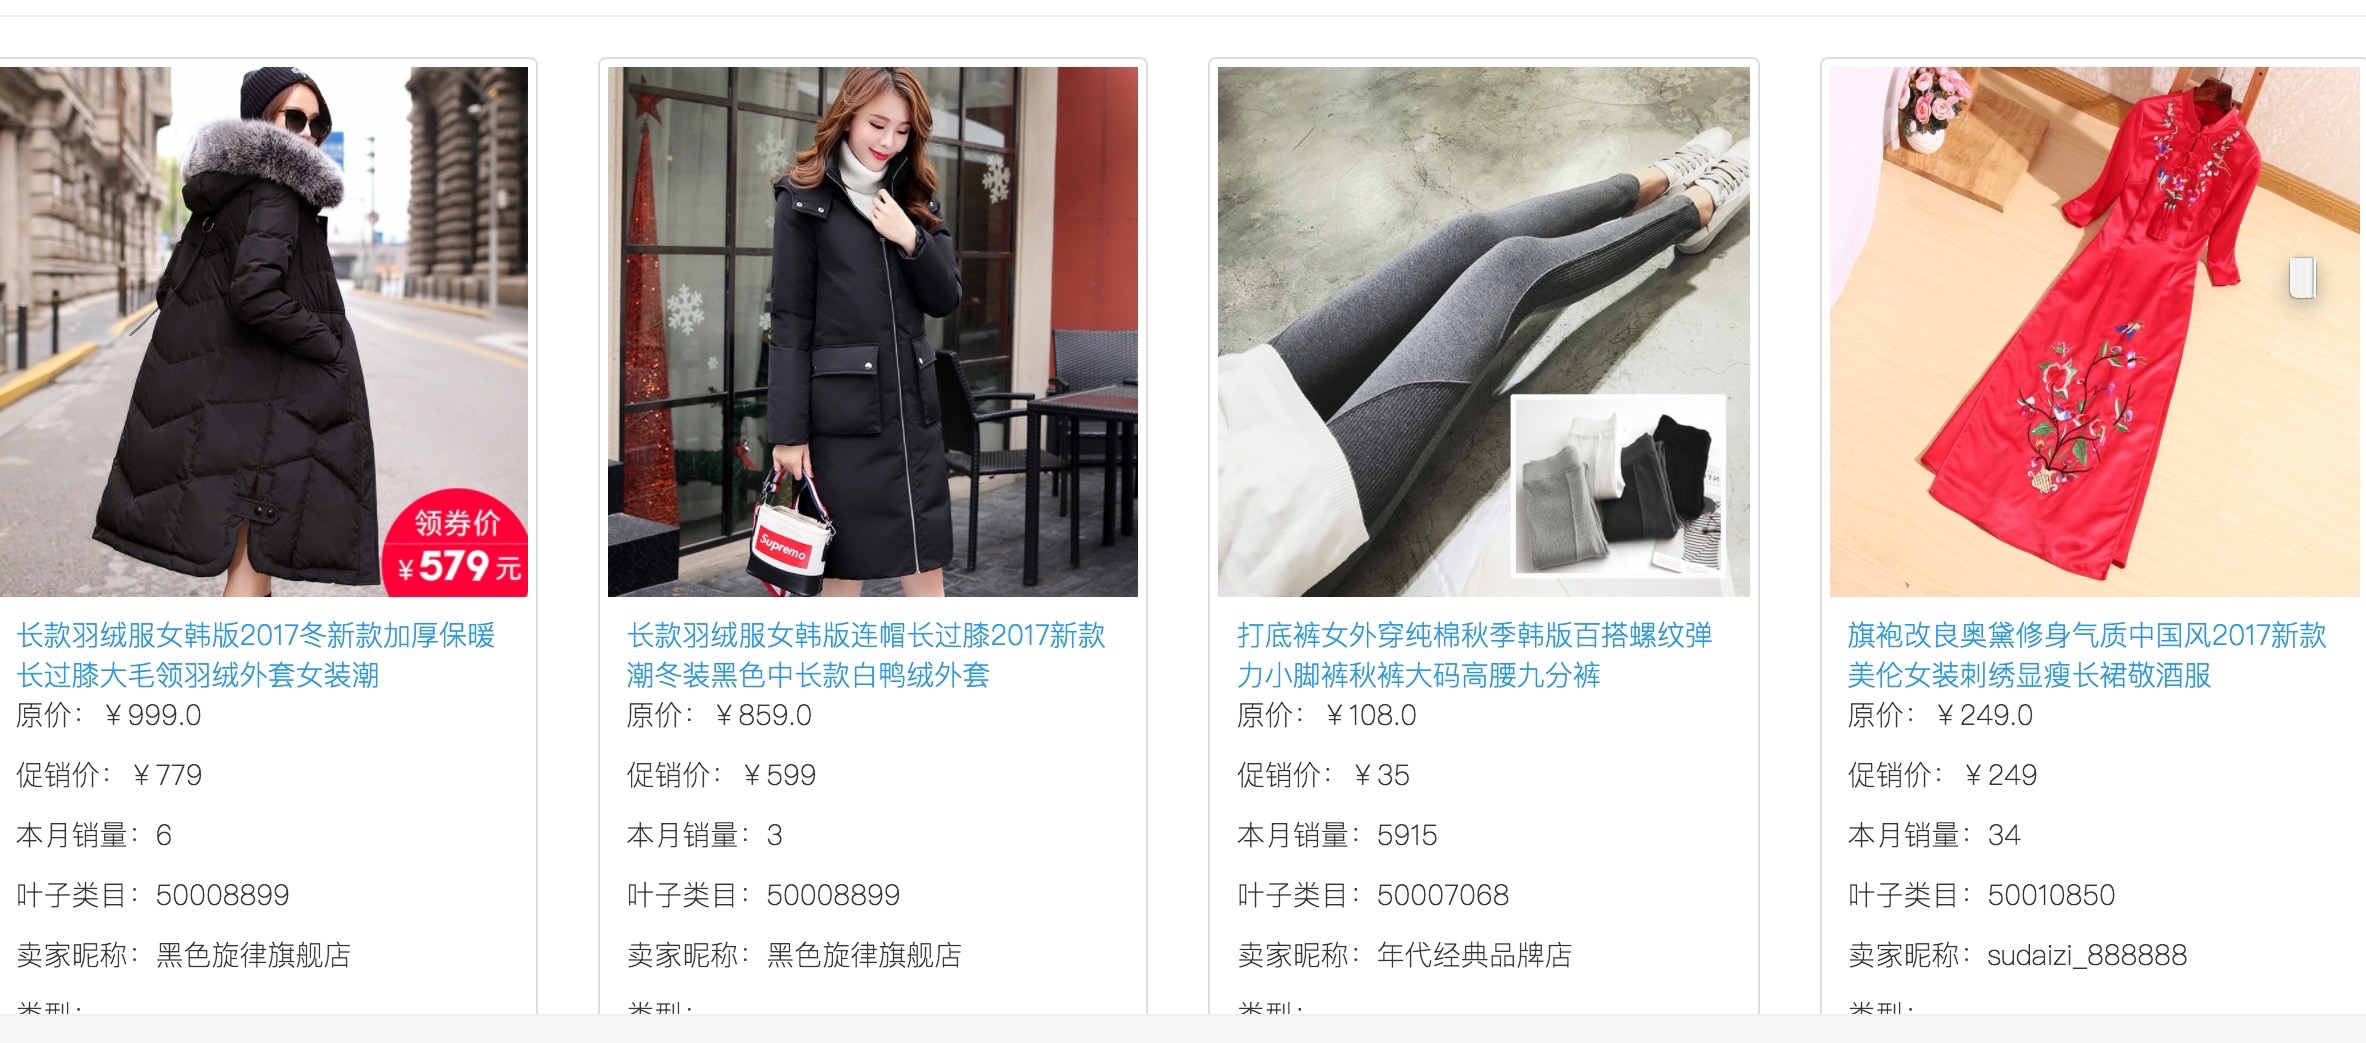 领券价
￥579元
长款羽绒服女韩版2017冬新款加厚保暖
长过膝大毛领羽绒外套女装潮
原价：￥999.0
促销价：￥779
本月销量：6
叶子类目：50008899
卖家昵称：黑色旋律旗舰店
类型：
Supremo
长款羽绒服女韩版连帽长过膝2017新款
潮冬装黑色中长款白鸭绒外套
原价：￥859.0
促销价：￥599
本月销量：3
叶子类目：50008899
卖家昵称：黑色旋律旗舰店
类型：
打底裤女外穿纯棉秋季韩版百搭螺纹弹
力小脚裤秋裤大码高腰九分裤
原价：￥108.0
促销价：￥35
本月销量：5915
叶子类目：50007068
卖家昵称：年代经典品牌店
类型：
旗袍改良奥黛修身气质中国风2017新款
美伦女装刺绣显瘦长裙敬酒服
原价：￥249.0
促销价：￥249
本月销量：34
叶子类目：50010850
卖家昵称：sudaizi_888888
类型：